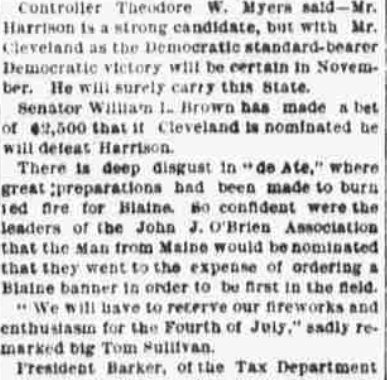 Controller Theodore W. Myers said—Mr.
Harrison is a strong candidate, but with Mr.
Cleveland as the Democratic standard-bearer
Democratic victory will be certain in Novem-
ber. He will surely carry this State.
Senator William L. Brown has made a bet
of $2,500 that if Cleveland is nominated he
will defeat Harrison.
There is deep disgust in "de Ate," where
great preparations had been made to burn
red fire for Blaine. So confident were the
leaders of the John J. O'Brien Association
that the Man from Maine would be nominated
that they went to the expense of ordering a
Blaine banner in order to be first in the field.
" We will have to reserve our fireworks and
enthusiasm for the Fourth of July," sadly re-
marked big Tom Sullivan.
President Barker, of the Tax Department